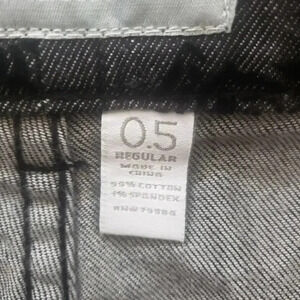 0.5
REGULAR
MADE IN
CHINA
99% COTTON
1% SPANDEX